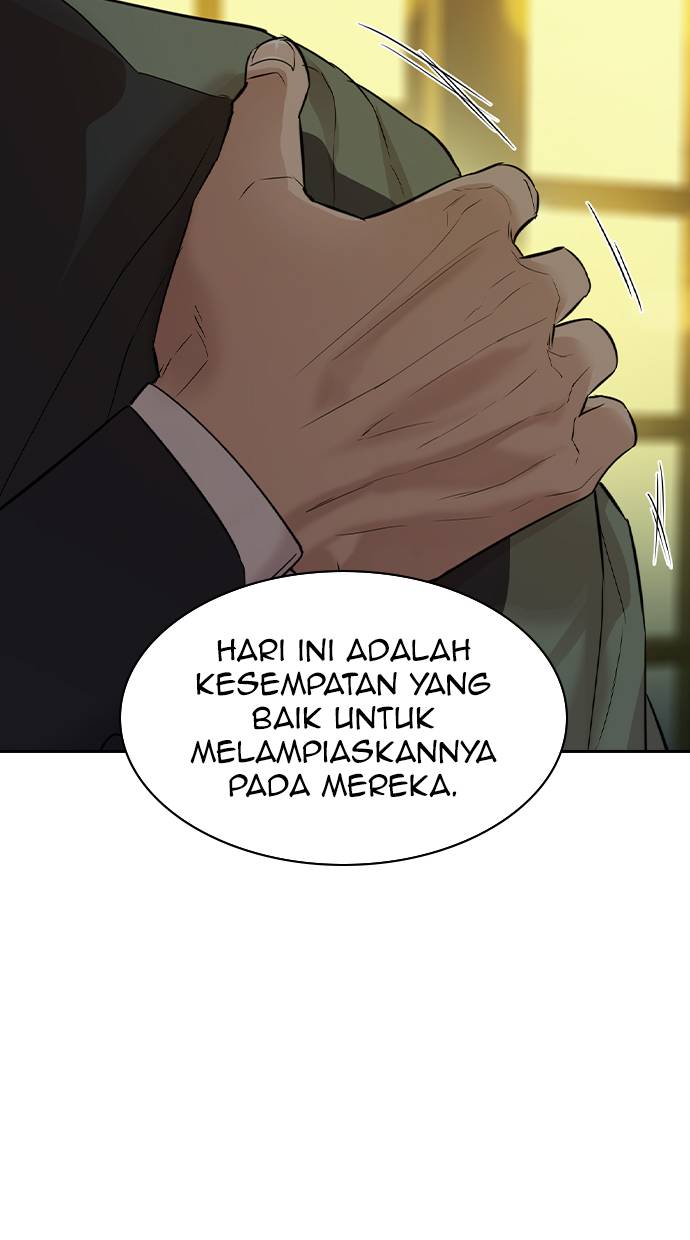 HARI INI ADALAH
KESEMPATAN YANG
BAIK UNTUK
MELAMPIASKANNYA
PADA MEREKA.